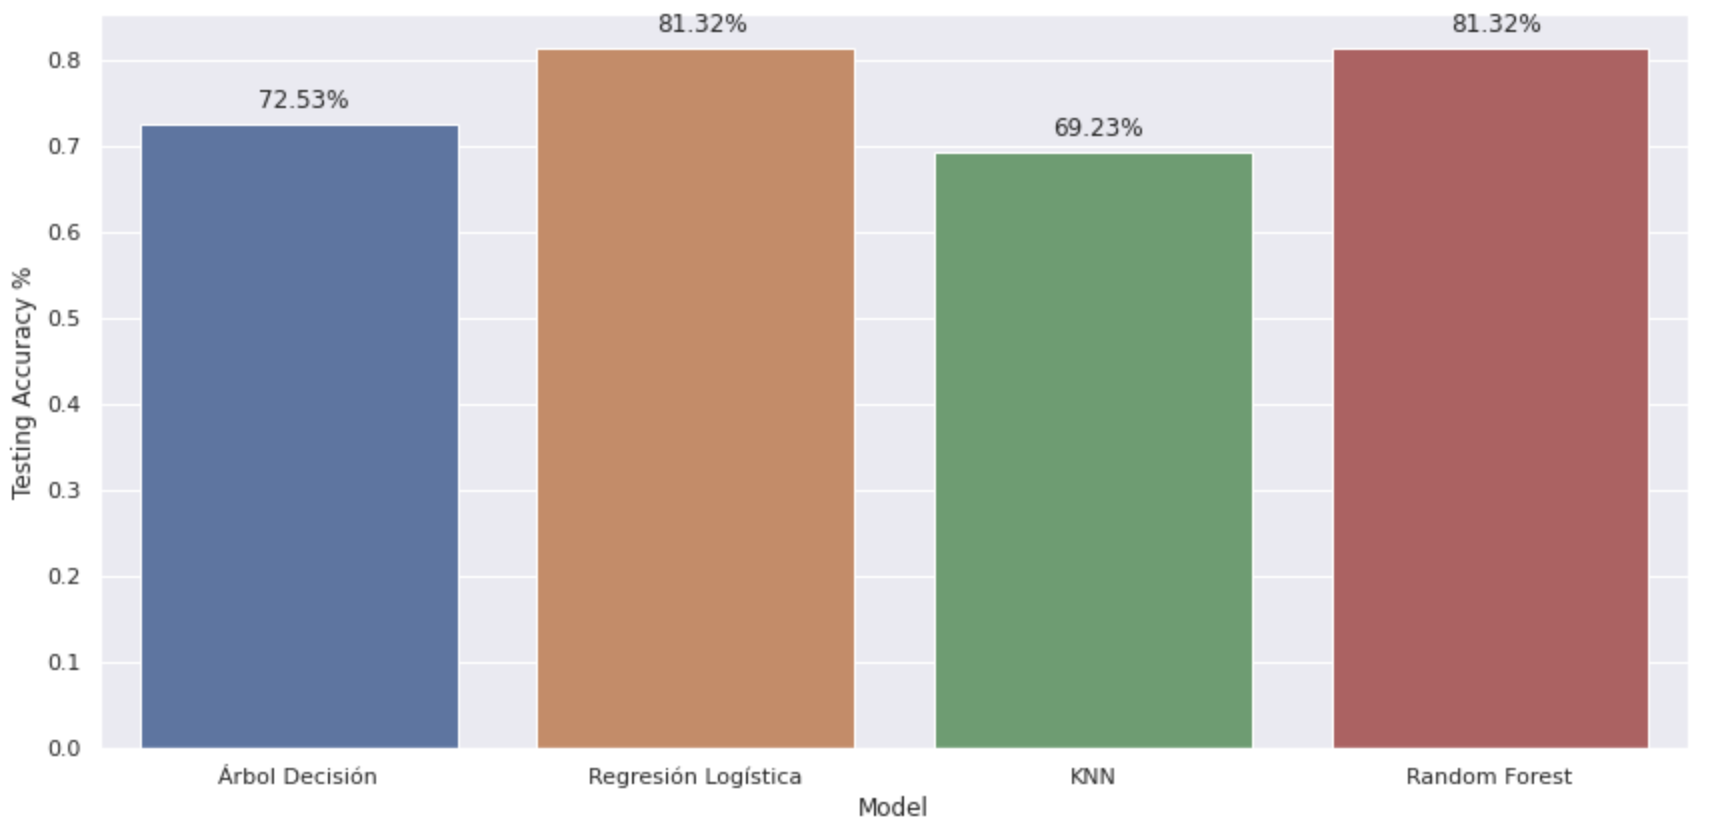 81.32%
81.32%
72.53%
69.23%
0.8
0.7
0.6
0.5
0.4
0.3
0.2
0.1
0.0
Testing Accuracy %
Árbol Decisión
Regresión Logística
KNN
Random Forest
Model